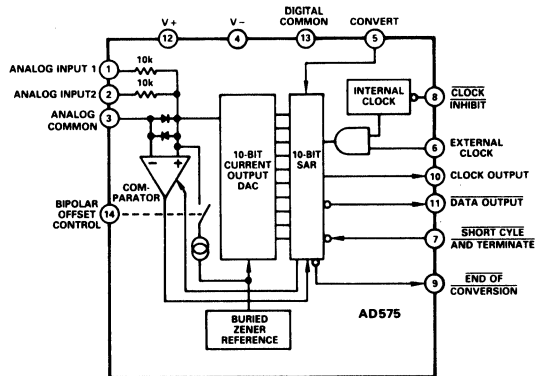 V+
12
V-
4
DIGITAL
COMMON
13
CONVERT
5
ANALOG INPUT 1
1
10k
ANALOG INPUT2
2
10k
ANALOG
COMMON
3
INTERNAL
CLOCK
8
CLOCK
INHIBIT
6
EXTERNAL
CLOCK
10-BIT
CURRENT
OUTPUT
DAC
10-BIT
SAR
10
CLOCK OUTPUT
11
DATA OUTPUT
- +
COM-
PARATOR
BIPOLAR
OFFSET
CONTROL
14
7
SHORT CYLE
AND TERMINATE
9
END OF
CONVERSION
BURIED
ZENER
REFERENCE
AD575